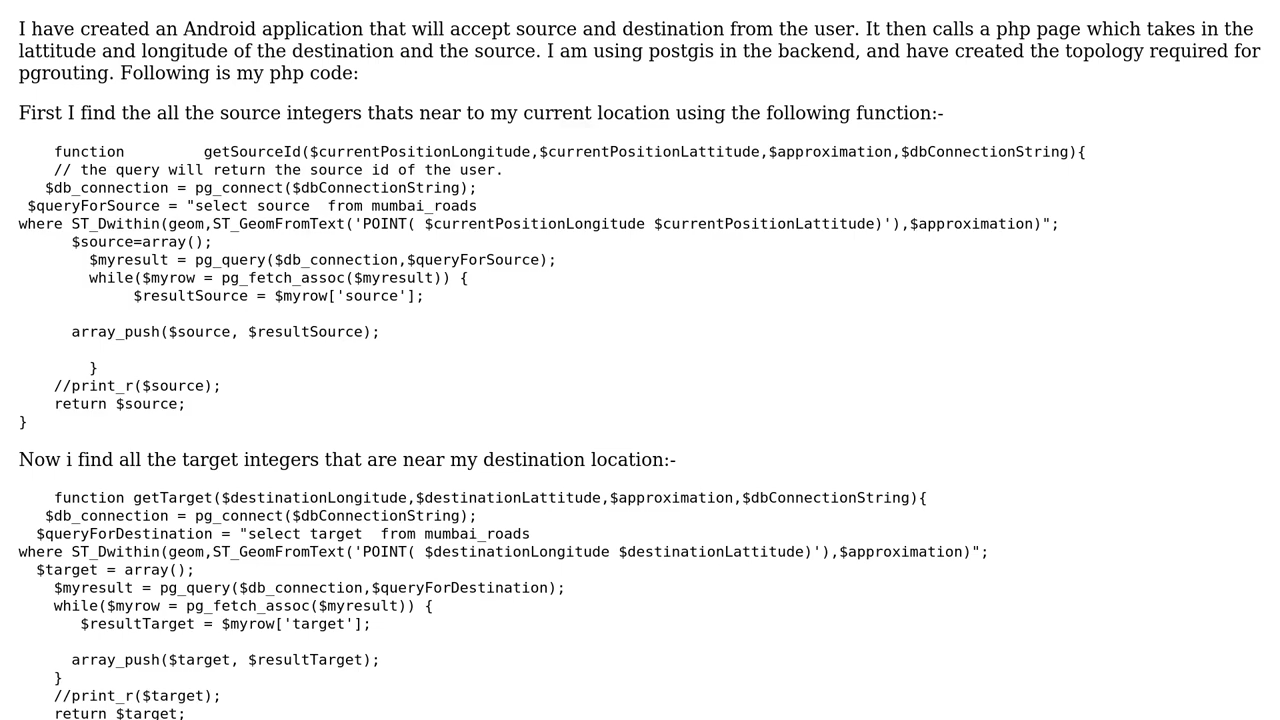 I have created an Android application that will accept source and destination from the user. It then calls a php page which takes in the
lattitude and longitude of the destination and the source. I am using postgis in the backend, and have created the topology required for
pgrouting. Following is my php code:
First I find the all the source integers thats near to my current location using the following function:-
    function         getSourceId($currentPositionLongitude,$currentPositionLattitude,$approximation,$dbConnectionString){
    // the query will return the source id of the user.
   $db_connection = pg_connect($dbConnectionString);
 $queryForSource = "select source  from mumbai_roads
where ST_Dwithin(geom,ST_GeomFromText('POINT( $currentPositionLongitude $currentPositionLattitude)'),$approximation)";
      $source=array();
        $myresult = pg_query($db_connection,$queryForSource);
        while($myrow = pg_fetch_assoc($myresult)) {
             $resultSource = $myrow['source'];
      array_push($source, $resultSource);
        }
    //print_r($source);
    return $source;
}
Now i find all the target integers that are near my destination location:-
    function getTarget($destinationLongitude,$destinationLattitude,$approximation,$dbConnectionString){
   $db_connection = pg_connect($dbConnectionString);
  $queryForDestination = "select target  from mumbai_roads
where ST_Dwithin(geom,ST_GeomFromText('POINT( $destinationLongitude $destinationLattitude)'),$approximation)";
  $target = array();
    $myresult = pg_query($db_connection,$queryForDestination);
    while($myrow = pg_fetch_assoc($myresult)) {
       $resultTarget = $myrow['target'];
      array_push($target, $resultTarget);
    }
    //print_r($target);
    return $target;